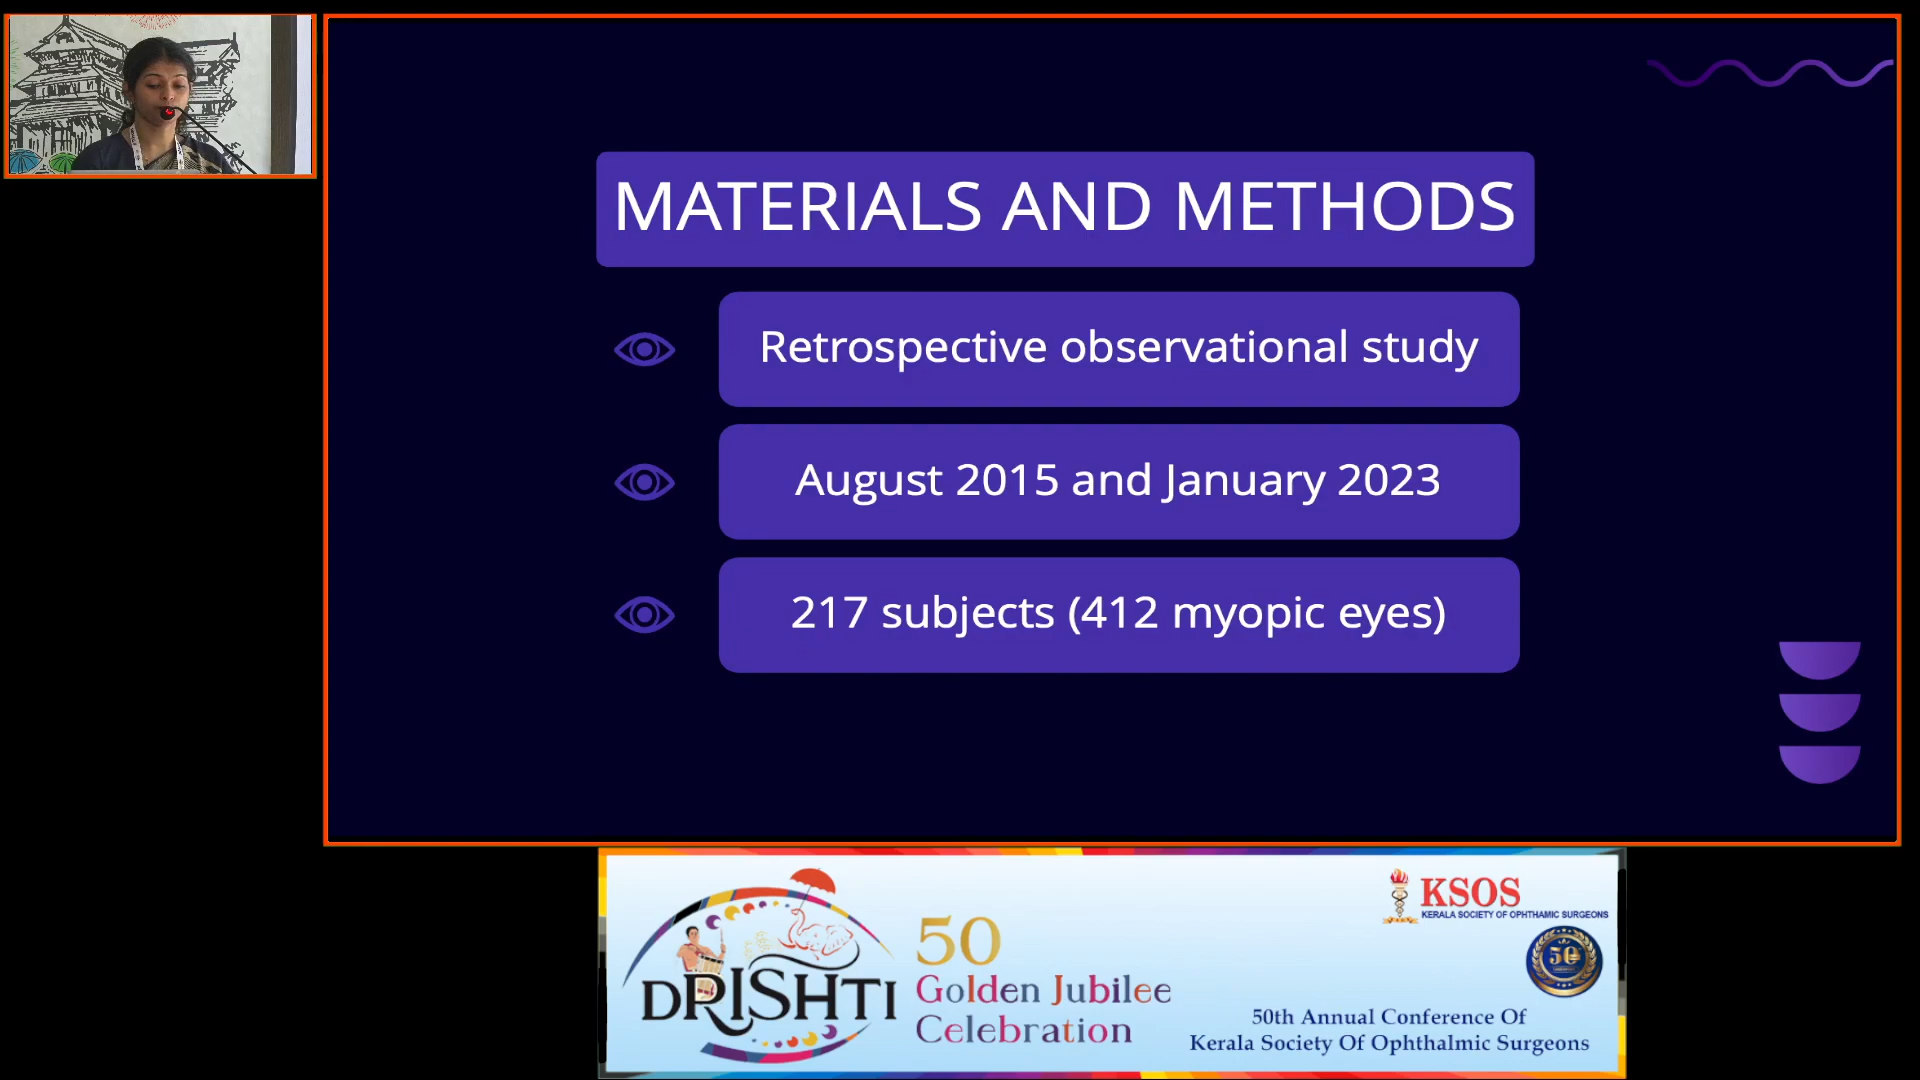 MATERIALS AND METHODS
Retrospective observational study
August 2015 and January 2023
217 subjects (412 myopic eyes)
DRISHTI
50
Golden Jubilee
Celebration
KSOS
KERALA SOCIETY OF OPHTHAMIC SURGEONS
50
50th Annual Conference Of
Kerala Society Of Ophthalmic Surgeons